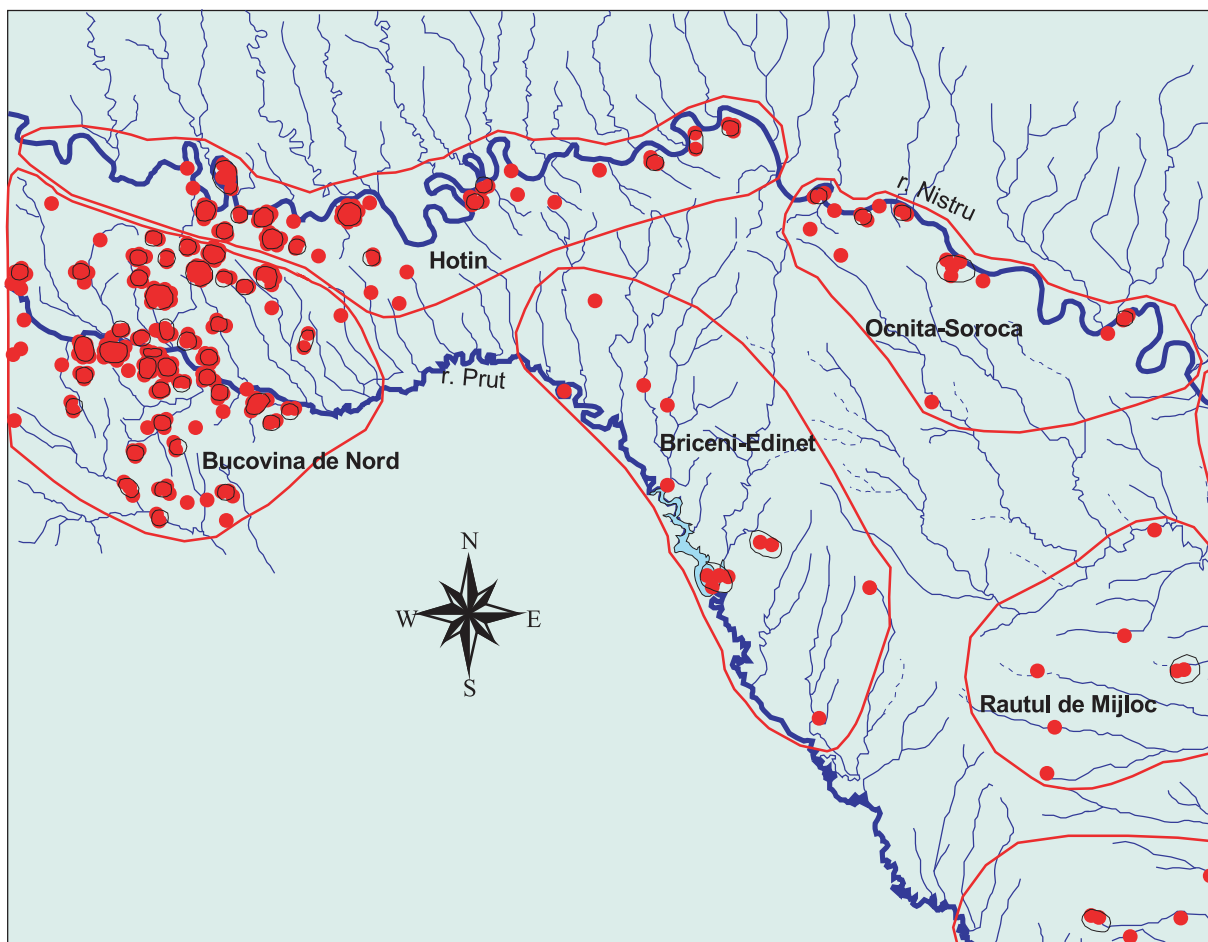 r. Nistru
Hotin
Ocnita-Soroca
r. Prut
Briceni-Edinet
Bucovina de Nord
N
W E
S
Rautul de Mijloc